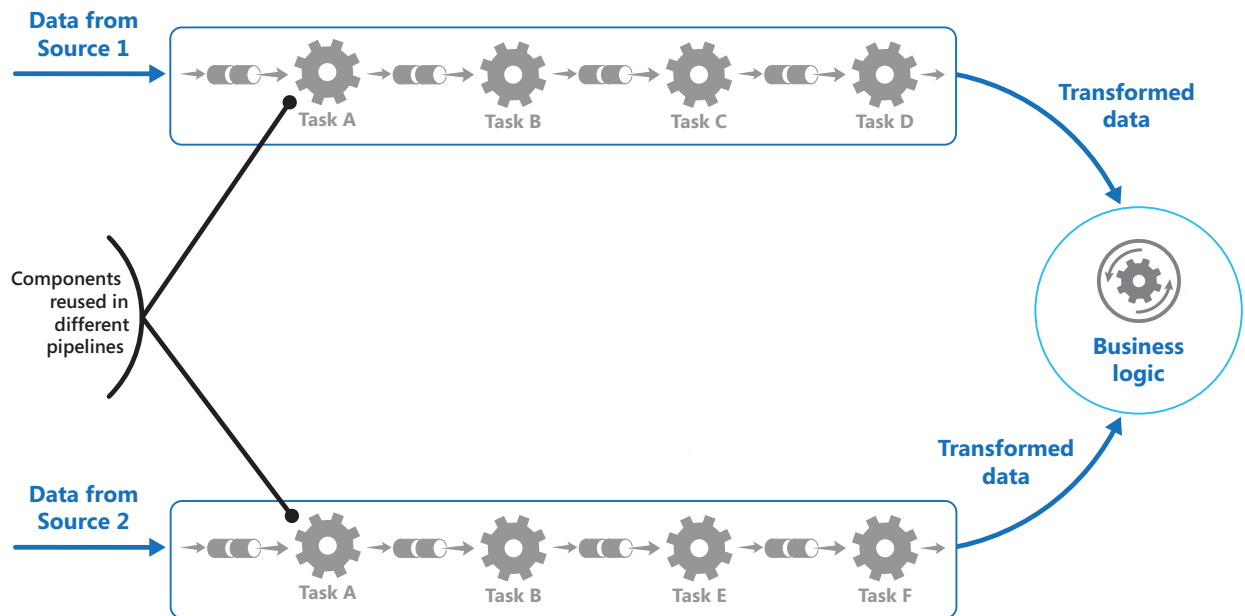 Data from
Source 1
Task A
Task B
Task C
Task D
Transformed
data
Components
reused in
different
pipelines
Business
logic
Transformed
data
Data from
Source 2
Task A
Task B
Task E
Task F